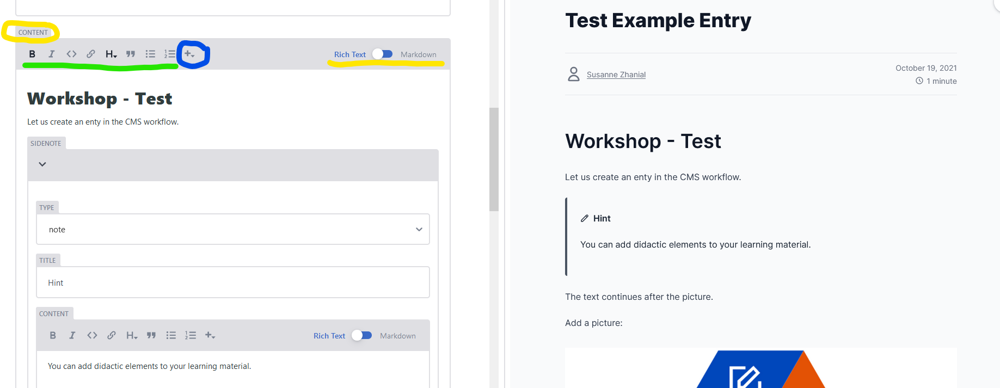 CONTENT
B I <> H " + Rich Text Markdown
Workshop - Test
Let us create an enty in the CMS workflow.
SIDENOTE
TYPE
note
TITLE
Hint
CONTENT
B I <> H " + Rich Text Markdown
You can add didactic elements to your learning material.
Test Example Entry
Susanne Zhanial
October 19, 2021
1 minute
Workshop - Test
Let us create an enty in the CMS workflow.
Hint
You can add didactic elements to your learning material.
The text continues after the picture.
Add a picture: